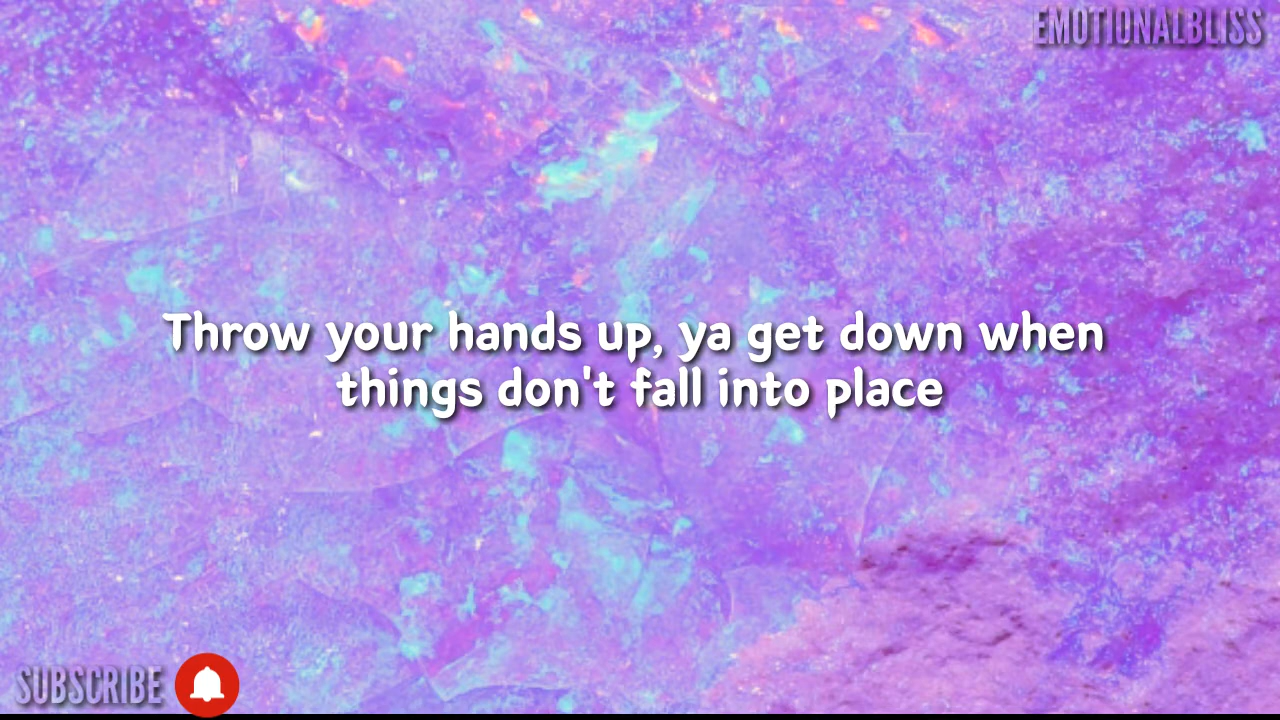 EMOTIONALBLISS
Throw your hands up, ya get down when
things don't fall into place
SUBSCRIBE